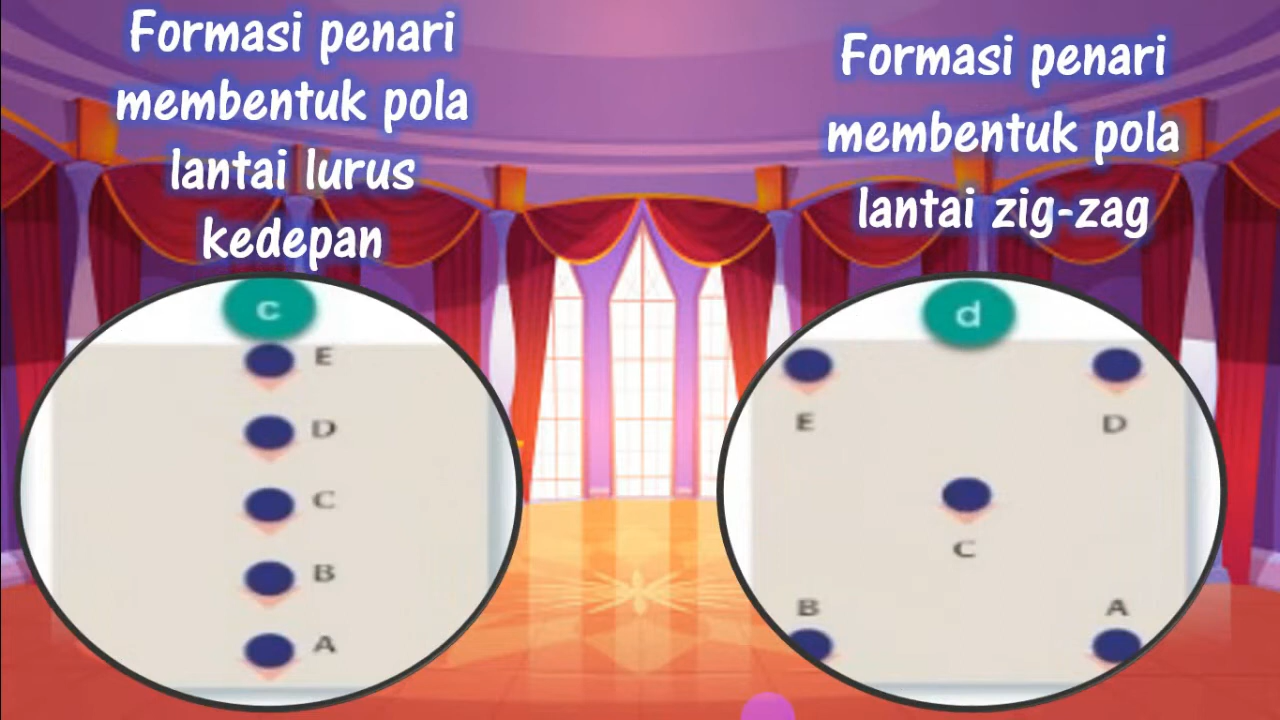 Formasi penari
membentuk pola
lantai lurus
kedepan
c
E
D
C
B
A
Formasi penari
membentuk pola
lantai zig-zag
d
E
D
C
B
A